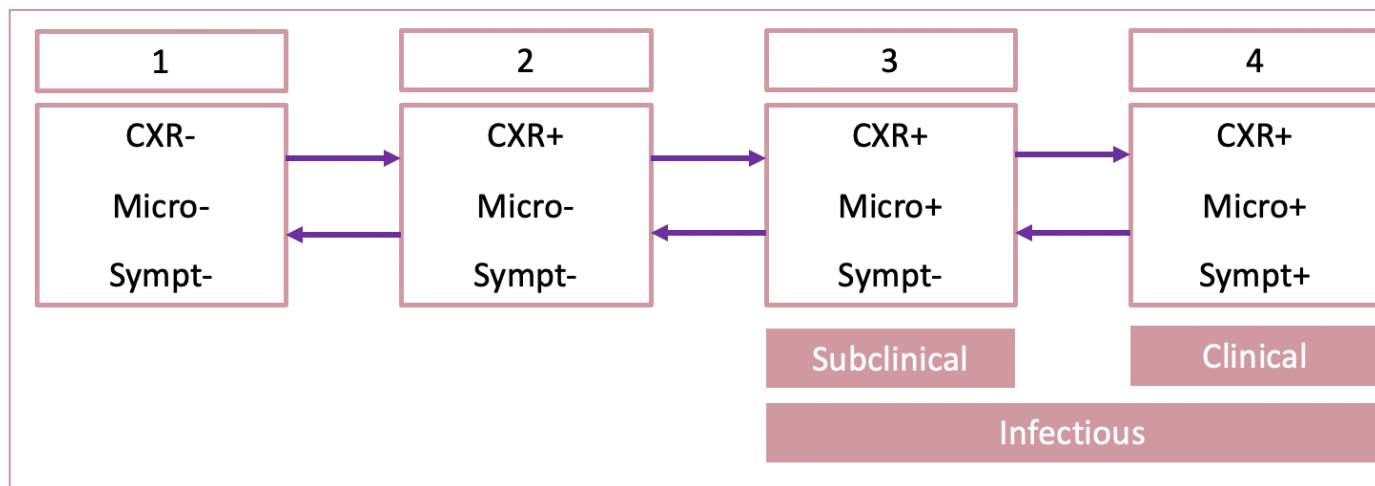 1
2
3
4
CXR-
Micro-
Sympt-
CXR+
Micro-
Sympt-
CXR+
Micro+
Sympt-
CXR+
Micro+
Sympt+
Subclinical
Clinical
Infectious